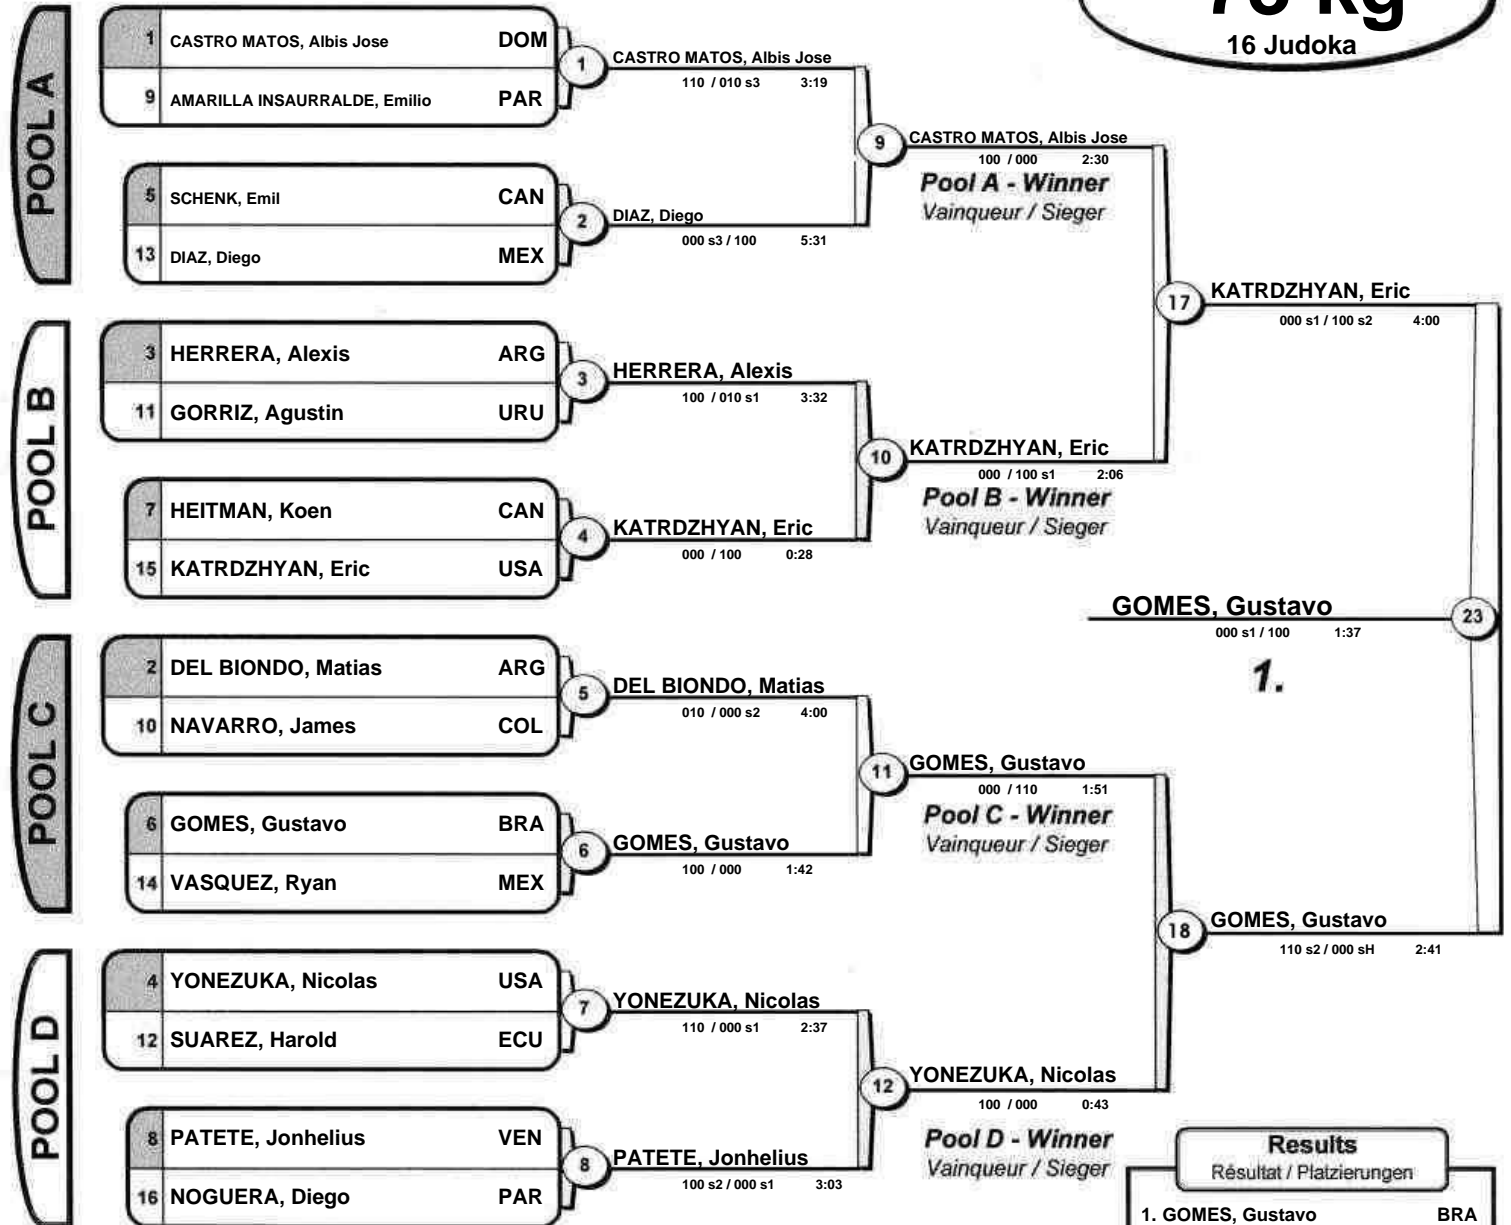 16 Judoka
POOL A
1 CASTRO MATOS, Albis Jose DOM
9 AMARILLA INSAURRALDE, Emilio PAR
1
CASTRO MATOS, Albis Jose
110 / 010 s3 3:19
5 SCHENK, Emil CAN
13 DIAZ, Diego MEX
2
DIAZ, Diego
000 s3 / 100 5:31
9
CASTRO MATOS, Albis Jose
100 / 000 2:30
Pool A - Winner
Vainqueur / Sieger
POOL B
3 HERRERA, Alexis ARG
11 GORRIZ, Agustin URU
3
HERRERA, Alexis
100 / 010 s1 3:32
7 HEITMAN, Koen CAN
15 KATRDZHYAN, Eric USA
4
KATRDZHYAN, Eric
000 / 100 0:28
10
KATRDZHYAN, Eric
000 / 100 s1 2:06
Pool B - Winner
Vainqueur / Sieger
17
KATRDZHYAN, Eric
000 s1 / 100 s2 4:00
POOL C
2 DEL BIONDO, Matias ARG
10 NAVARRO, James COL
5
DEL BIONDO, Matias
010 / 000 s2 4:00
6 GOMES, Gustavo BRA
14 VASQUEZ, Ryan MEX
6
GOMES, Gustavo
100 / 000 1:42
11
GOMES, Gustavo
000 / 110 1:51
Pool C - Winner
Vainqueur / Sieger
POOL D
4 YONEZUKA, Nicolas USA
12 SUAREZ, Harold ECU
7
YONEZUKA, Nicolas
110 / 000 s1 2:37
8 PATETE, Jonhelius VEN
16 NOGUERA, Diego PAR
8
PATETE, Jonhelius
100 s2 / 000 s1 3:03
12
YONEZUKA, Nicolas
100 / 000 0:43
Pool D - Winner
Vainqueur / Sieger
18
GOMES, Gustavo
110 s2 / 000 sH 2:41
23
GOMES, Gustavo
000 s1 / 100 1:37
1.
Results
Résultat / Platzierungen
1. GOMES, Gustavo BRA